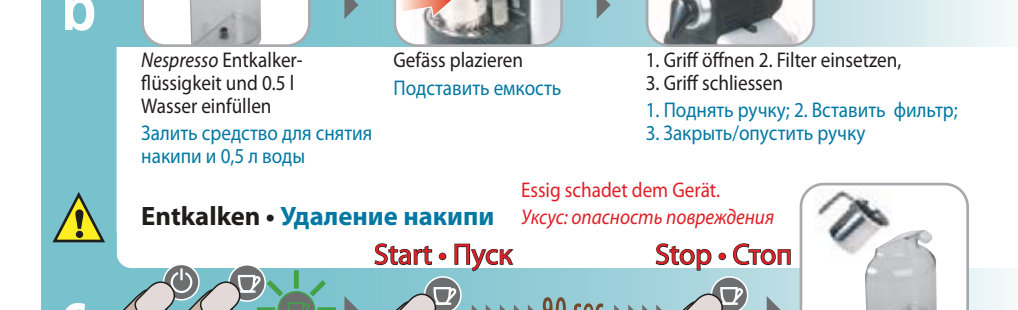 b
Nespresso Entkalker-
flüssigkeit und 0.5 l
Wasser einfüllen
Залить средство для снятия
накипи и 0,5 л воды
Gefäss plazieren
Подставить емкость
1. Griff öffnen 2. Filter einsetzen,
3. Griff schliessen
1. Поднять ручку; 2. Вставить фильтр;
3. Закрыть/опустить ручку
Essig schadet dem Gerät.
Entkalken • Удаление накипи
Уксус: опасность повреждения
Start • Пуск
Stop • Стоп
90 sec